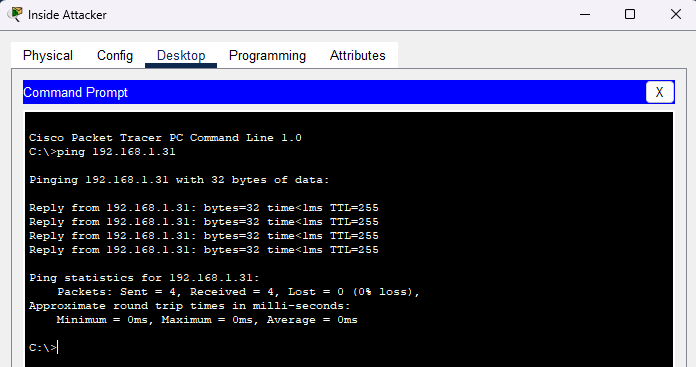 Inside Attacker
Physical Config Desktop Programming Attributes
Command Prompt X
Cisco Packet Tracer PC Command Line 1.0
C:\>ping 192.168.1.31
Pinging 192.168.1.31 with 32 bytes of data:
Reply from 192.168.1.31: bytes=32 time<1ms TTL=255
Reply from 192.168.1.31: bytes=32 time<1ms TTL=255
Reply from 192.168.1.31: bytes=32 time<1ms TTL=255
Reply from 192.168.1.31: bytes=32 time<1ms TTL=255
Ping statistics for 192.168.1.31:
Packets: Sent = 4, Received = 4, Lost = 0 (0% loss),
Approximate round trip times in milli-seconds:
Minimum = 0ms, Maximum = 0ms, Average = 0ms
C:\>